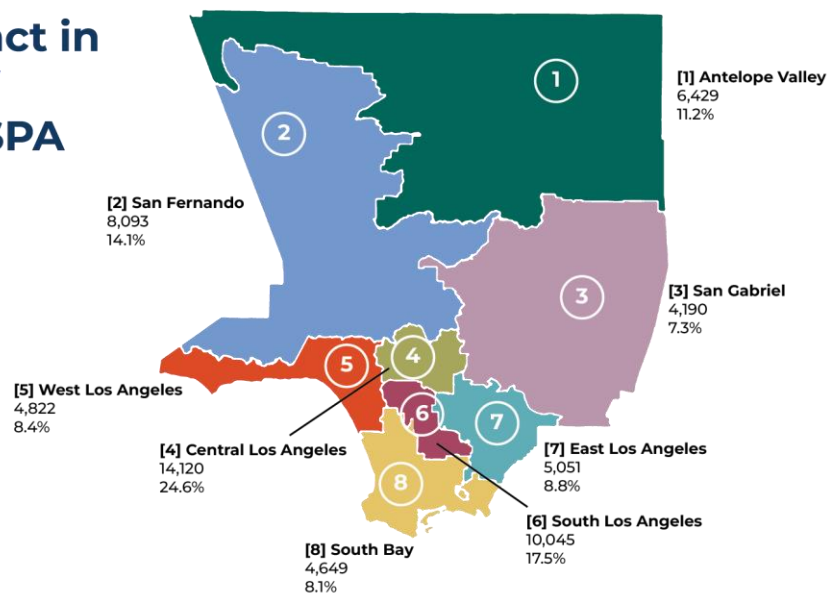 SPA
1
[1] Antelope Valley
6,429
11.2%
2
[2] San Fernando
8,093
14.1%
3
[3] San Gabriel
4,190
7.3%
4
5
[5] West Los Angeles
4,822
8.4%
[4] Central Los Angeles
14,120
24.6%
6
7
[7] East Los Angeles
5,051
8.8%
8
[6] South Los Angeles
10,045
17.5%
[8] South Bay
4,649
8.1%